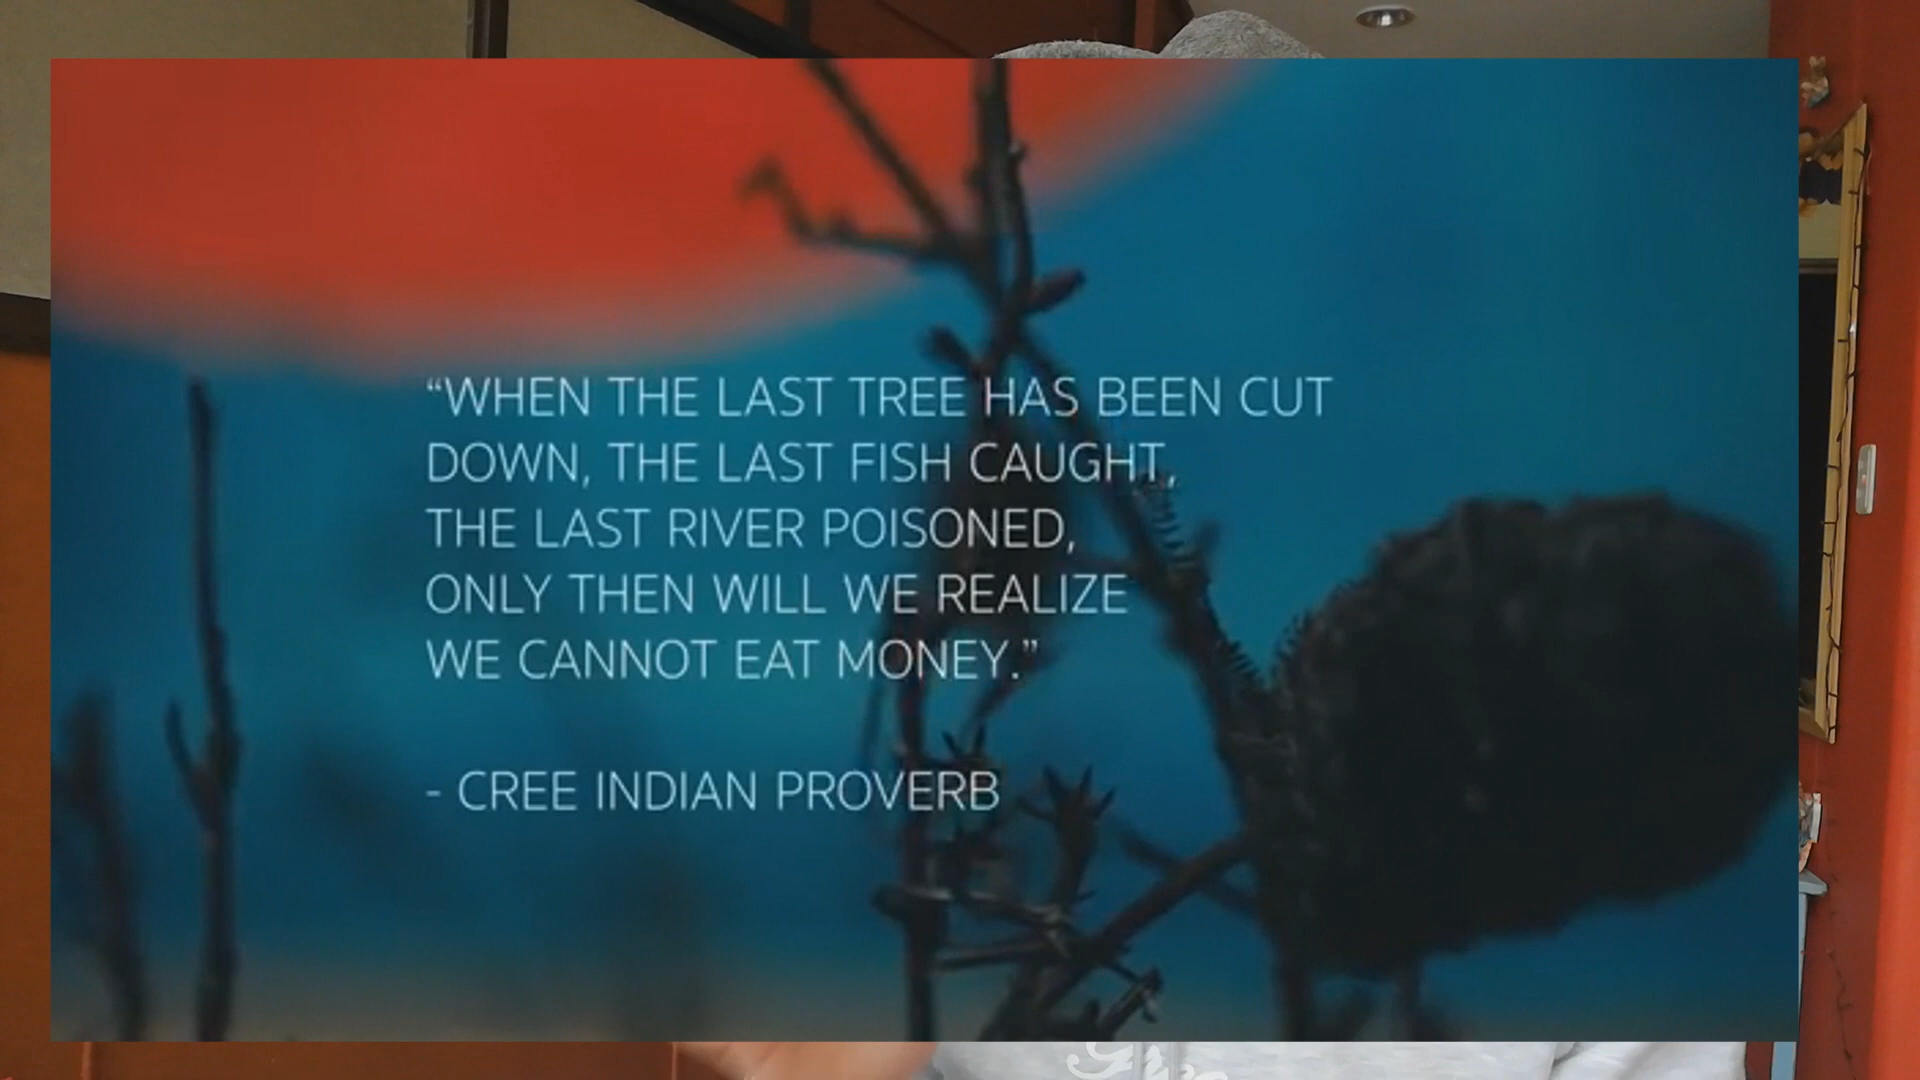 “WHEN THE LAST TREE HAS BEEN CUT
DOWN, THE LAST FISH CAUGHT,
THE LAST RIVER POISONED,
ONLY THEN WILL WE REALIZE
WE CANNOT EAT MONEY.”
- CREE INDIAN PROVERB